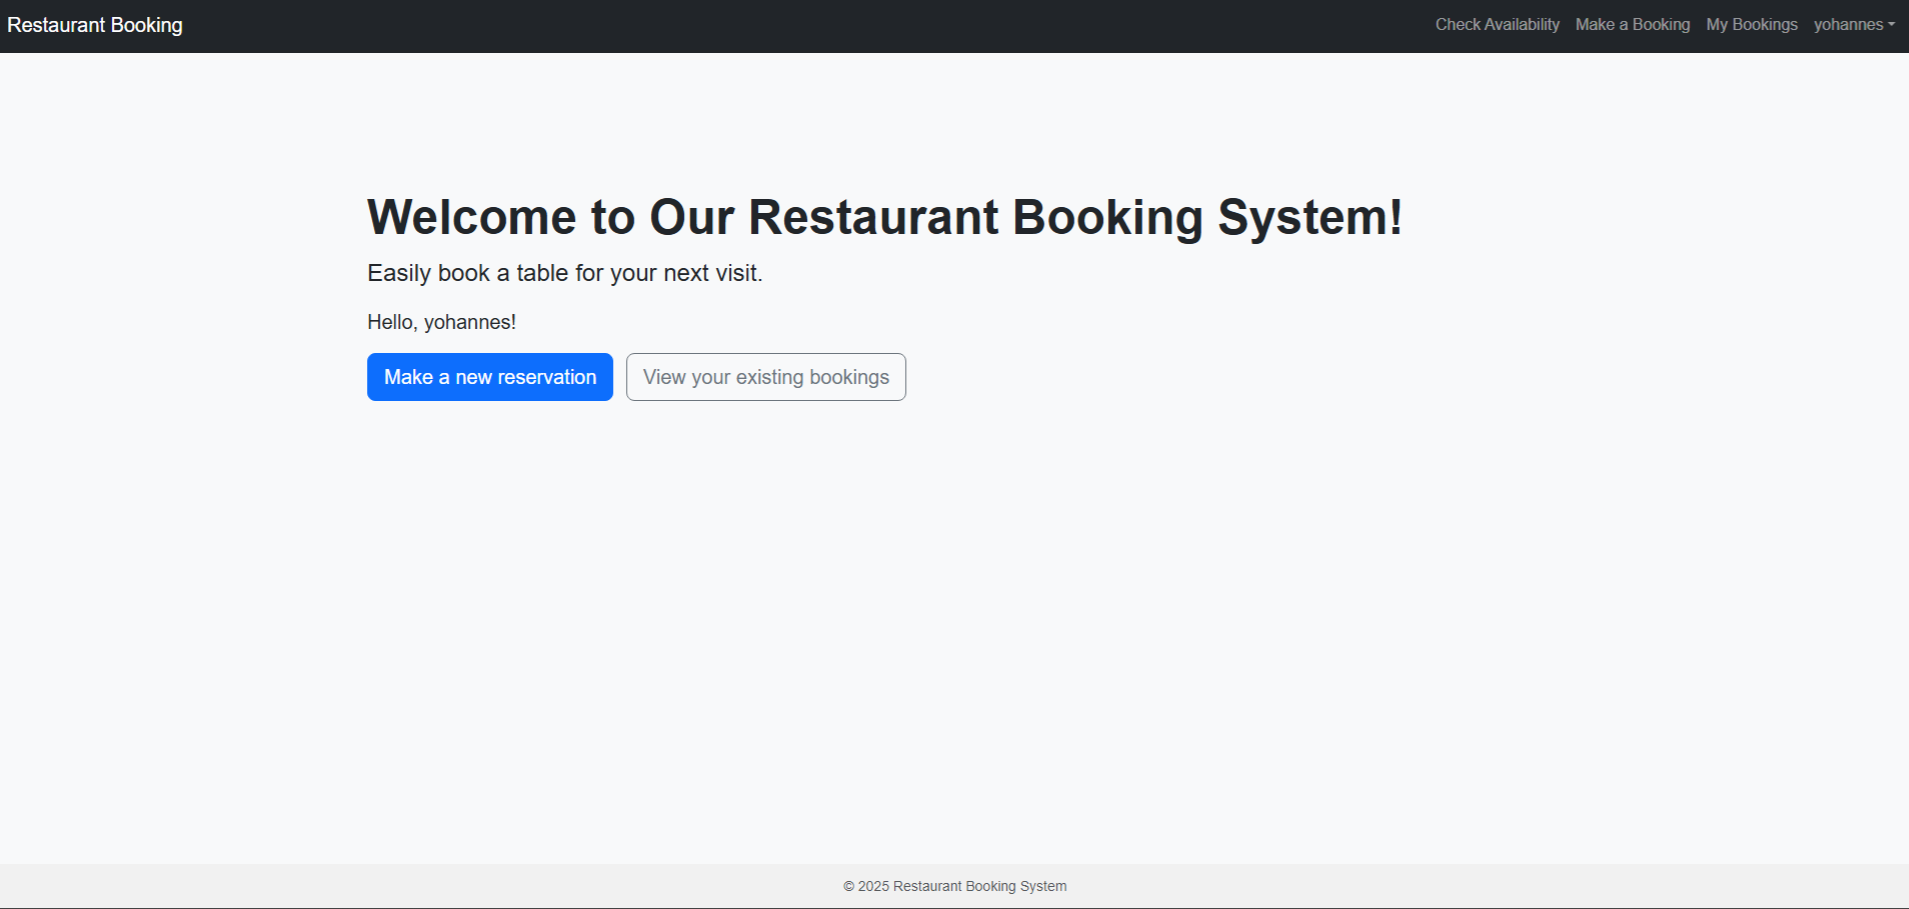 Restaurant Booking
Check Availability
Make a Booking
My Bookings
yohannes
Welcome to Our Restaurant Booking System!
Easily book a table for your next visit.
Hello, yohannes!
Make a new reservation
View your existing bookings
© 2025 Restaurant Booking System